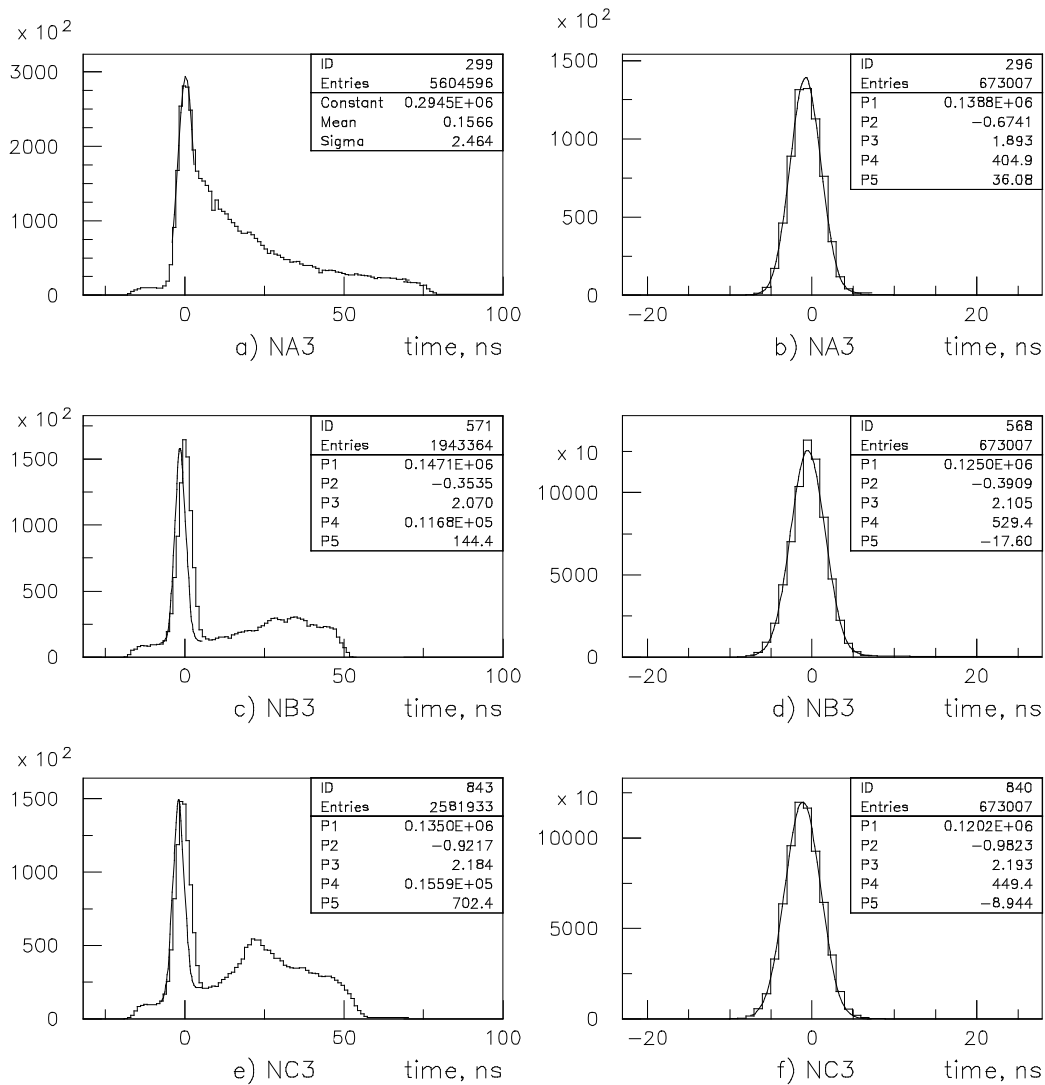 x 10²
3000
2000
1000
0
0 50 100
ID 299
Entries 5604596
Constant 0.2945E+06
Mean 0.1566
Sigma 2.464
a) NA3 time, ns
x 10²
1500
1000
500
0
−20 0 20
ID 296
Entries 673007
P1 0.1388E+06
P2 −0.6741
P3 1.893
P4 404.9
P5 36.08
b) NA3 time, ns
x 10²
1500
1000
500
0
0 50 100
ID 571
Entries 1943364
P1 0.1471E+06
P2 −0.3535
P3 2.070
P4 0.1168E+05
P5 144.4
c) NB3 time, ns
x 10
10000
5000
0
−20 0 20
ID 568
Entries 673007
P1 0.1250E+06
P2 −0.3909
P3 2.105
P4 529.4
P5 −17.60
d) NB3 time, ns
x 10²
1500
1000
500
0
0 50 100
ID 843
Entries 2581933
P1 0.1350E+06
P2 −0.9217
P3 2.184
P4 0.1559E+05
P5 702.4
e) NC3 time, ns
x 10
10000
5000
0
−20 0 20
ID 840
Entries 673007
P1 0.1202E+06
P2 −0.9823
P3 2.193
P4 449.4
P5 −8.944
f) NC3 time, ns